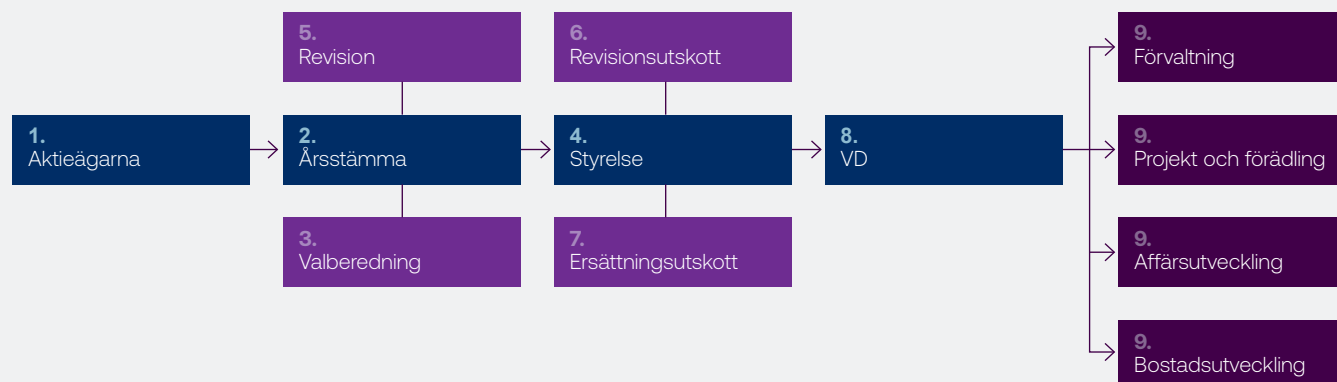 5.
Revision
6.
Revisionsutskott
9.
Förvaltning
1.
Aktieägarna
2.
Årsstämma
4.
Styrelse
8.
VD
9.
Projekt och förädling
3.
Valberedning
7.
Ersättningsutskott
9.
Affärsutveckling
9.
Bostadsutveckling